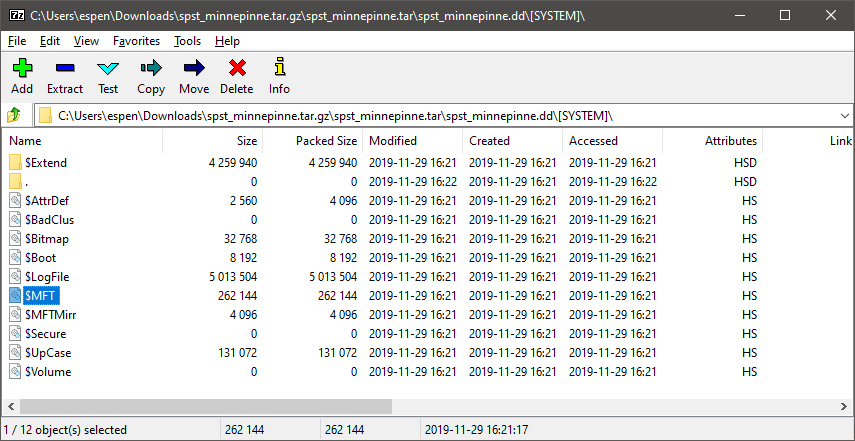 7z C:\Users\espen\Downloads\spst_minnepinne.tar.gz\spst_minnepinne.tar\spst_minnepinne.dd\[SYSTEM]\
File Edit View Favorites Tools Help
Add Extract Test Copy Move Delete Info
C:\Users\espen\Downloads\spst_minnepinne.tar.gz\spst_minnepinne.tar\spst_minnepinne.dd\[SYSTEM]\
Name Size Packed Size Modified Created Accessed Attributes Link
$Extend 4 259 940 4 259 940 2019-11-29 16:21 2019-11-29 16:21 2019-11-29 16:21 HSD
. 0 0 2019-11-29 16:22 2019-11-29 16:21 2019-11-29 16:22 HSD
$AttrDef 2 560 4 096 2019-11-29 16:21 2019-11-29 16:21 2019-11-29 16:21 HS
$BadClus 0 0 2019-11-29 16:21 2019-11-29 16:21 2019-11-29 16:21 HS
$Bitmap 32 768 32 768 2019-11-29 16:21 2019-11-29 16:21 2019-11-29 16:21 HS
$Boot 8 192 8 192 2019-11-29 16:21 2019-11-29 16:21 2019-11-29 16:21 HS
$LogFile 5 013 504 5 013 504 2019-11-29 16:21 2019-11-29 16:21 2019-11-29 16:21 HS
$MFT 262 144 262 144 2019-11-29 16:21 2019-11-29 16:21 2019-11-29 16:21 HS
$MFTMirr 4 096 4 096 2019-11-29 16:21 2019-11-29 16:21 2019-11-29 16:21 HS
$Secure 0 0 2019-11-29 16:21 2019-11-29 16:21 2019-11-29 16:21 HS
$UpCase 131 072 131 072 2019-11-29 16:21 2019-11-29 16:21 2019-11-29 16:21 HS
$Volume 0 0 2019-11-29 16:21 2019-11-29 16:21 2019-11-29 16:21 HS
1 / 12 object(s) selected 262 144 262 144 2019-11-29 16:21:17